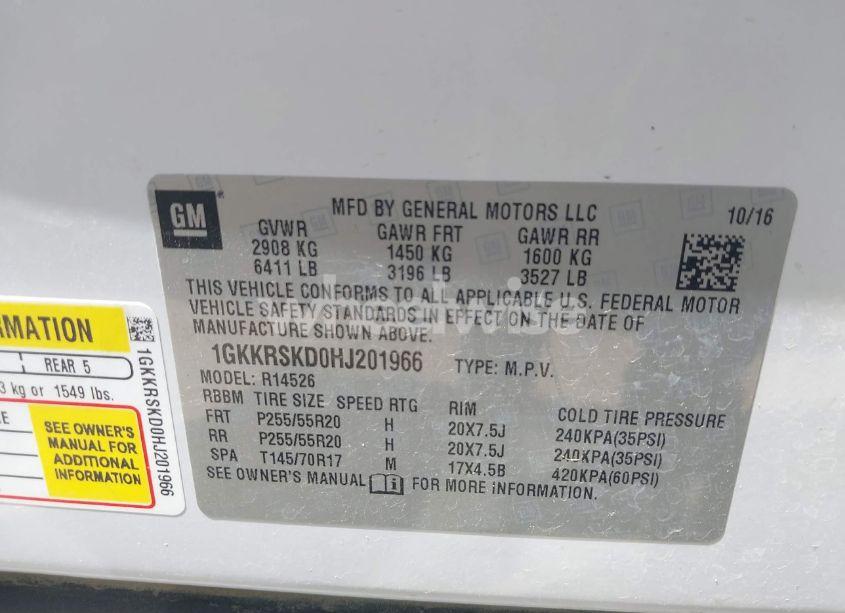 GM
MFD BY GENERAL MOTORS LLC 10/16
GVWR GAWR FRT GAWR RR
2908 KG 1450 KG 1600 KG
6411 LB 3196 LB 3527 LB
THIS VEHICLE CONFORMS TO ALL APPLICABLE U.S. FEDERAL MOTOR
VEHICLE SAFETY STANDARDS IN EFFECT ON THE DATE OF
MANUFACTURE SHOWN ABOVE.
1GKKRSKD0HJ201966 TYPE: M.P.V.
MODEL: R14526
RBBM TIRE SIZE SPEED RTG RIM COLD TIRE PRESSURE
FRT P255/55R20 H 20X7.5J 240KPA(35PSI)
RR P255/55R20 H 20X7.5J 240KPA(35PSI)
SPA T145/70R17 M 17X4.5B 420KPA(60PSI)
SEE OWNER'S MANUAL FOR MORE INFORMATION.
RMATION
REAR 5
3 kg or 1549 lbs.
SEE OWNER'S
MANUAL FOR
ADDITIONAL
INFORMATION
1GKKRSKD0HJ201966